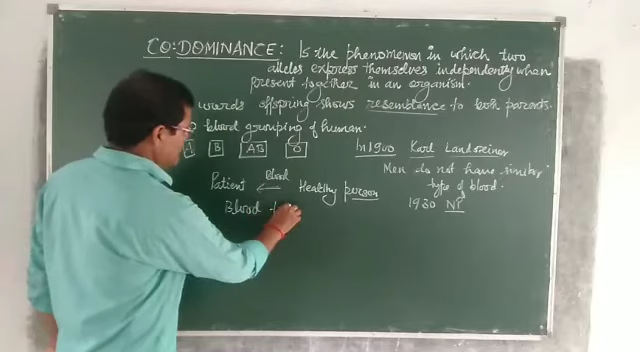 CO:DOMINANCE: Is the phenomenon in which two
alleles express themselves independently when
present together in an organism.
words offspring shows resemblance to both parents.
blood grouping of human.
A B AB O
In 1900 Karl Landsteiner
Men do not have similar
type of blood.
1930 NP
Blood
Patient ← Healthy person
Blood